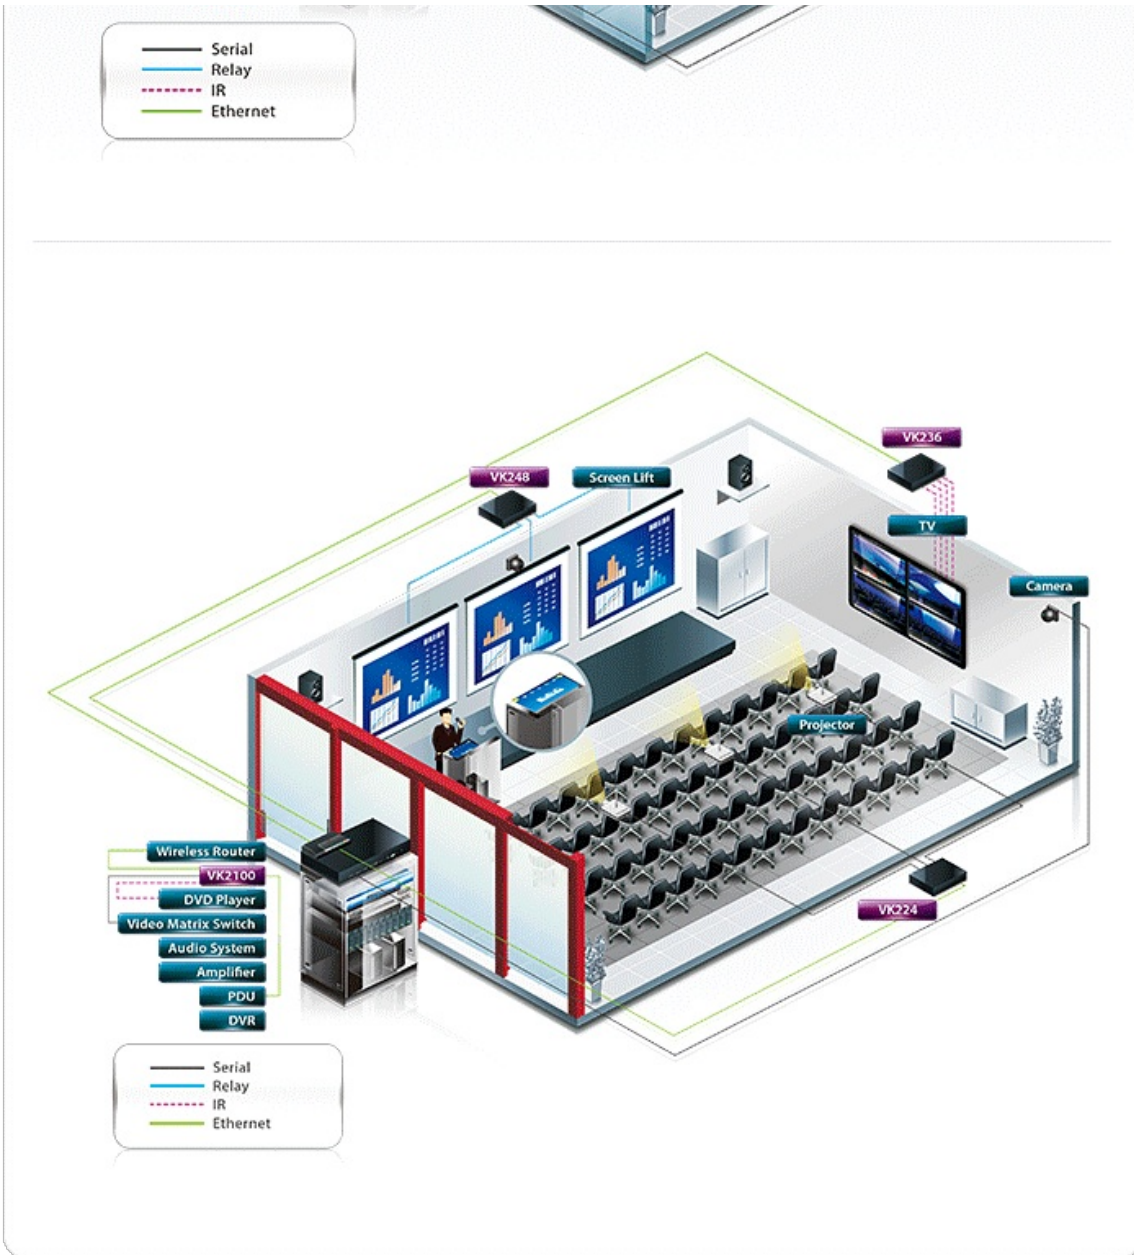 Serial
Relay
IR
Ethernet
VK236
VK248
Screen Lift
TV
Camera
Projector
Wireless Router
VK2100
DVD Player
Video Matrix Switch
Audio System
Amplifier
PDU
DVR
VK224
Serial
Relay
IR
Ethernet